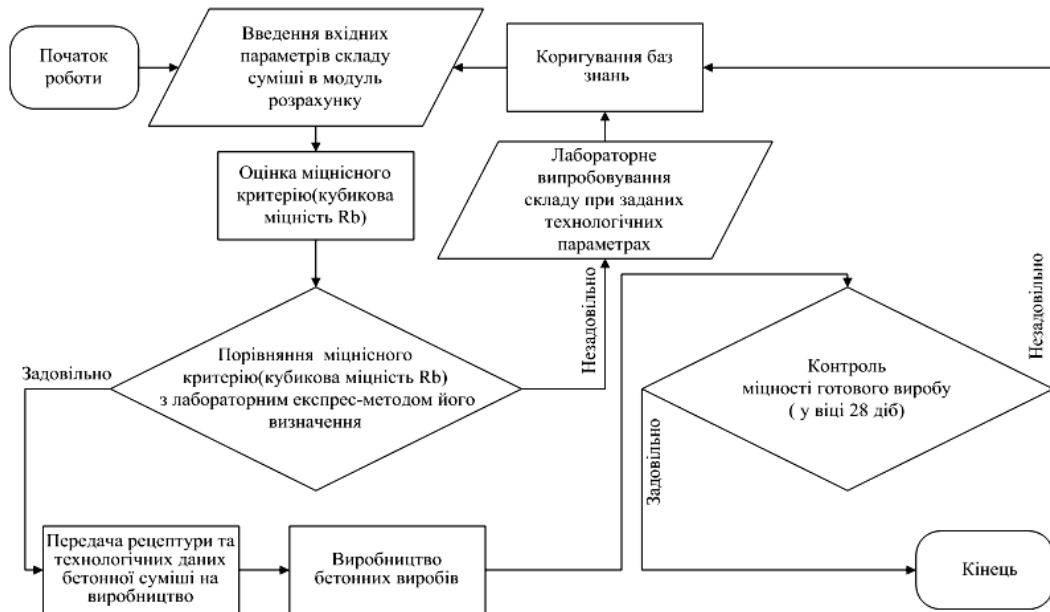 Початок
роботи
Введення вхідних
параметрів складу
суміші в модуль
розрахунку
Коригування баз
знань
Оцінка міцнісного
критерію(кубикова
міцність Rb)
Лабораторне
випробовування
складу при заданих
технологічних
параметрах
Порівняння міцнісного
критерію(кубикова міцність Rb)
з лабораторним експрес-методом його
визначення
Задовільно
Незадовільно
Контроль
міцності готового виробу
( у віці 28 діб)
Незадовільно
Задовільно
Передача рецептури та
технологічних даних
бетонної суміші на
виробництво
Виробництво
бетонних виробів
Кінець